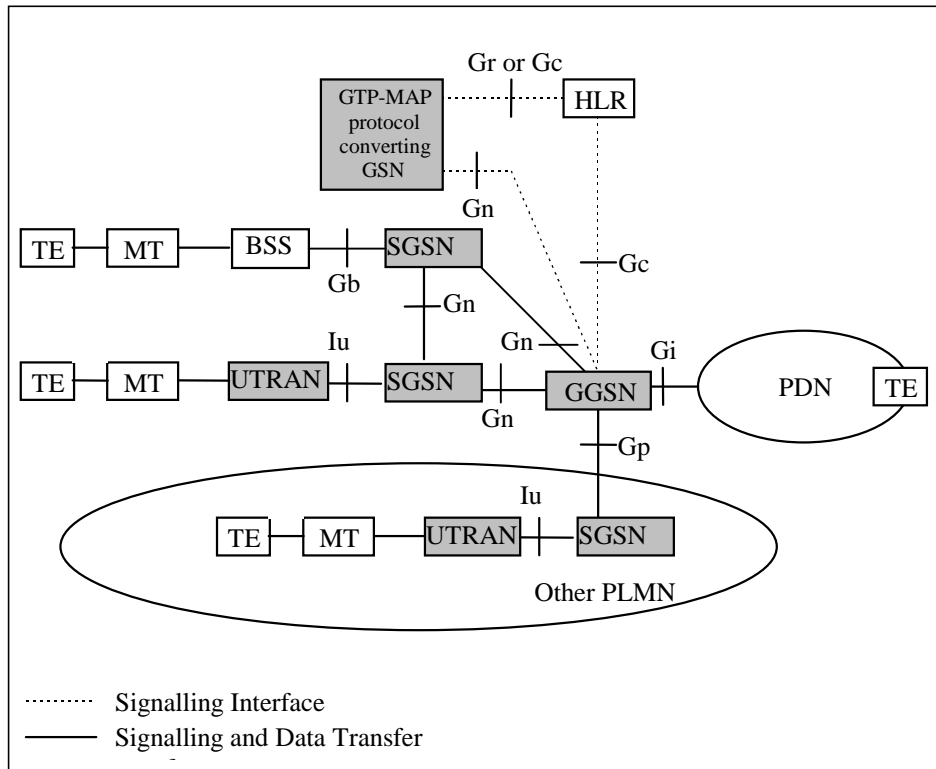 Gr or Gc
GTP-MAP
protocol
converting
GSN
HLR
Gn
TE
MT
BSS
Gb
SGSN
Gc
Gn
Gn
TE
MT
UTRAN
Iu
SGSN
Gn
GGSN
Gi
PDN
TE
Gp
TE
MT
UTRAN
Iu
SGSN
Other PLMN
Signalling Interface
Signalling and Data Transfer